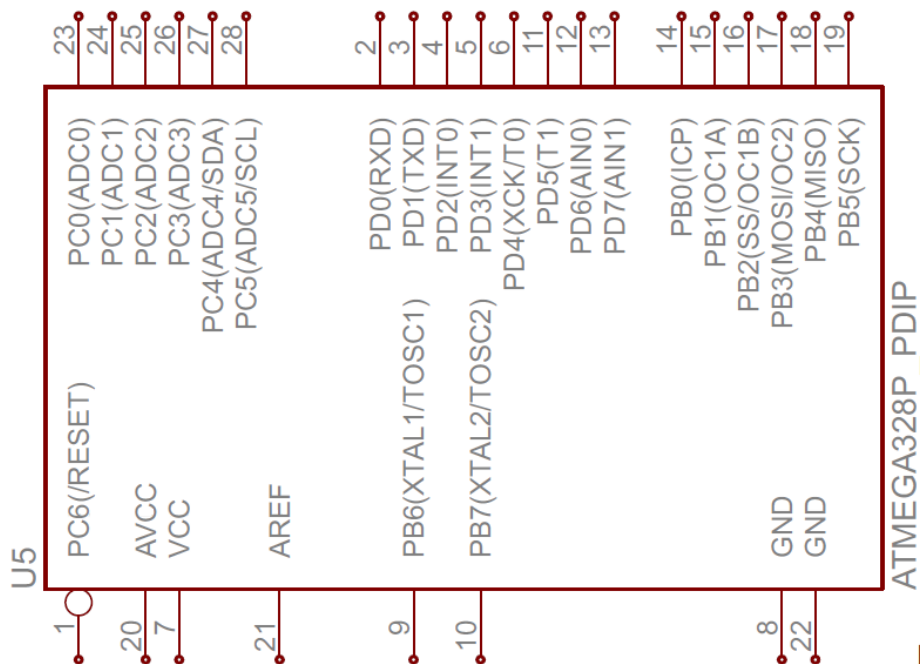 23
24
25
26
27
28
2
3
4
5
6
11
12
13
14
15
16
17
18
19
PC0(ADC0)
PC1(ADC1)
PC2(ADC2)
PC3(ADC3)
PC4(ADC4/SDA)
PC5(ADC5/SCL)
PD0(RXD)
PD1(TXD)
PD2(INT0)
PD3(INT1)
PD4(XCK/T0)
PD5(T1)
PD6(AIN0)
PD7(AIN1)
PB0(ICP)
PB1(OC1A)
PB2(SS/OC1B)
PB3(MOSI/OC2)
PB4(MISO)
PB5(SCK)
PC6(/RESET)
AVCC
VCC
AREF
PB6(XTAL1/TOSC1)
PB7(XTAL2/TOSC2)
GND
GND
U5
ATMEGA328P_PDIP
1
20
7
21
9
10
8
22